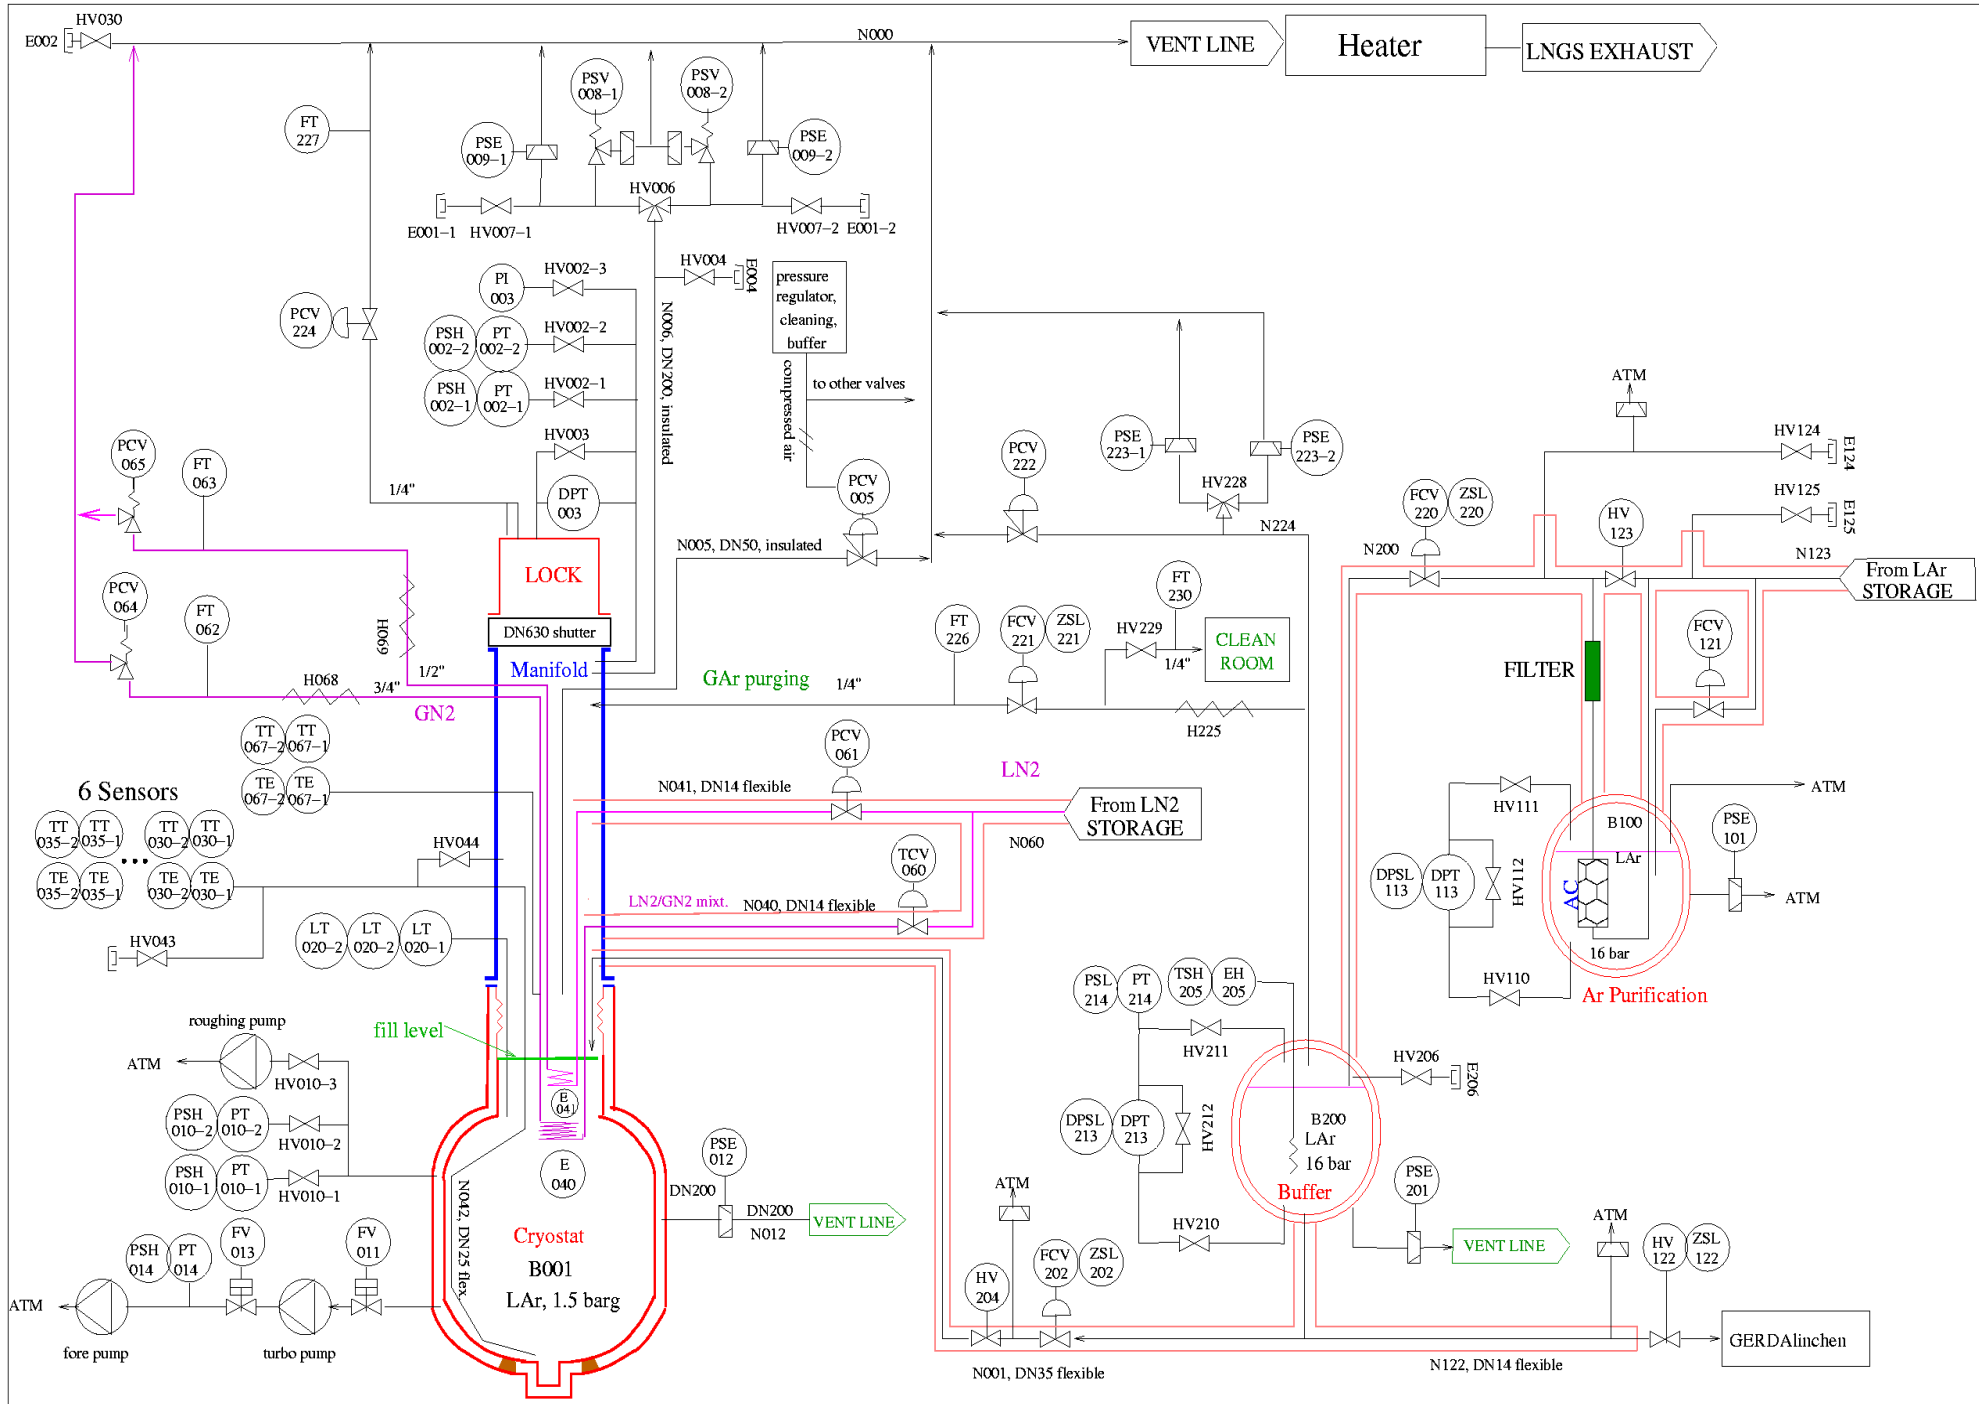 HV030
E002
N000
VENT LINE
Heater
LNGS EXHAUST
PSV
008-1
PSV
008-2
FT
227
PSE
009-1
PSE
009-2
HV006
E001-1
HV007-1
HV007-2
E001-2
HV004
E004
HV002-3
PI
003
PCV
224
PSH
002-2
PT
002-2
HV002-2
PSH
002-1
PT
002-1
HV002-1
HV003
DPT
003
N006, DN200, insulated
pressure
regulator,
cleaning,
buffer
compressed air
to other valves
PCV
065
FT
063
1/4"
PCV
005
N005, DN50, insulated
PCV
222
PSE
223-1
PSE
223-2
HV228
N224
ATM
HV124
E124
HV125
E125
FCV
220
ZSL
220
HV
123
N200
N123
From LAr
STORAGE
LOCK
DN630 shutter
Manifold
PCV
064
FT
062
H069
1/2"
H068
3/4"
GN2
GAr purging
1/4"
FT
226
FCV
221
ZSL
221
HV229
FT
230
1/4"
CLEAN
ROOM
H225
FILTER
FCV
121
TT
067-2
TT
067-1
TE
067-2
TE
067-1
PCV
061
LN2
N041, DN14 flexible
From LN2
STORAGE
N060
TCV
060
LN2/GN2 mixt.
N040, DN14 flexible
6 Sensors
TT
035-2
TT
035-1
...
TT
030-2
TT
030-1
TE
035-2
TE
035-1
TE
030-2
TE
030-1
HV044
HV043
LT
020-2
LT
020-2
LT
020-1
HV111
HV112
DPSL
113
DPT
113
HV110
B100
LAr
AC
16 bar
Ar Purification
ATM
PSE
101
ATM
fill level
roughing pump
ATM
HV010-3
PSH
010-2
PT
010-2
HV010-2
PSH
010-1
PT
010-1
HV010-1
E
041
E
040
PSL
214
PT
214
TSH
205
EH
205
HV211
HV206
E206
DPSL
213
DPT
213
HV212
B200
LAr
16 bar
Buffer
HV210
PSE
201
VENT LINE
PSE
012
DN200
DN200
N012
VENT LINE
N042, DN25 flex.
Cryostat
B001
LAr, 1.5 barg
PSH
014
PT
014
FV
013
FV
011
ATM
fore pump
turbo pump
ATM
HV
204
FCV
202
ZSL
202
ATM
HV
122
ZSL
122
GERDAlinchen
N001, DN35 flexible
N122, DN14 flexible